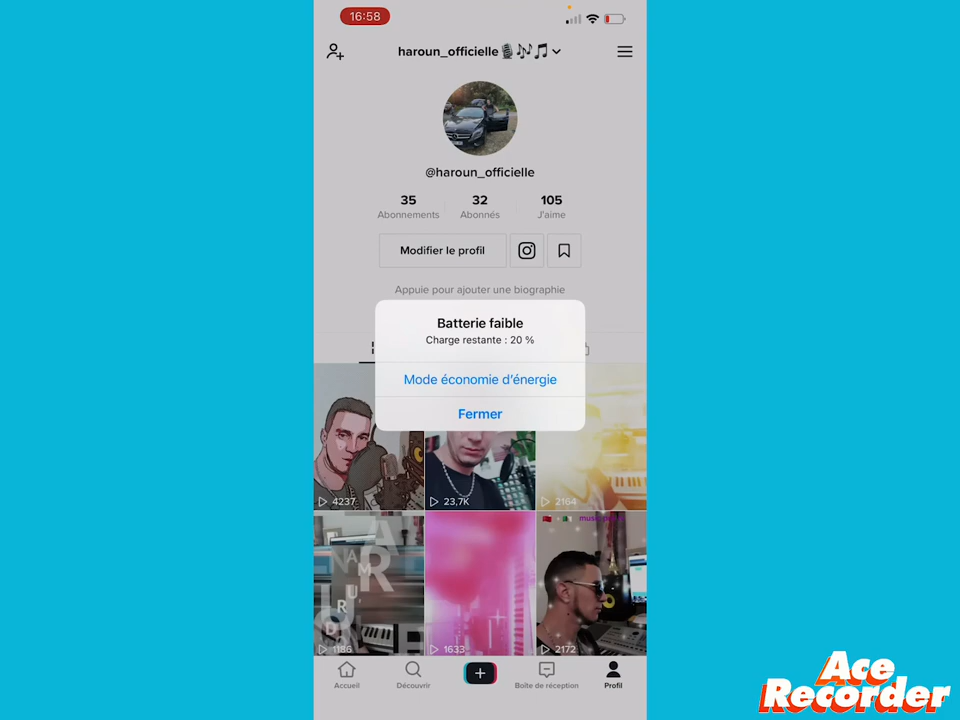 16:58
haroun_officielle🎙️🎶🎵
@haroun_officielle
35 32 105
Abonnements Abonnés J'aime
Modifier le profil
Appuie pour ajouter une biographie
Batterie faible
Charge restante : 20 %
Mode économie d'énergie
Fermer
4237 23,7K 2164
1186 1633 2172
Accueil Découvrir Boîte de réception Profil
Ace
Recorder